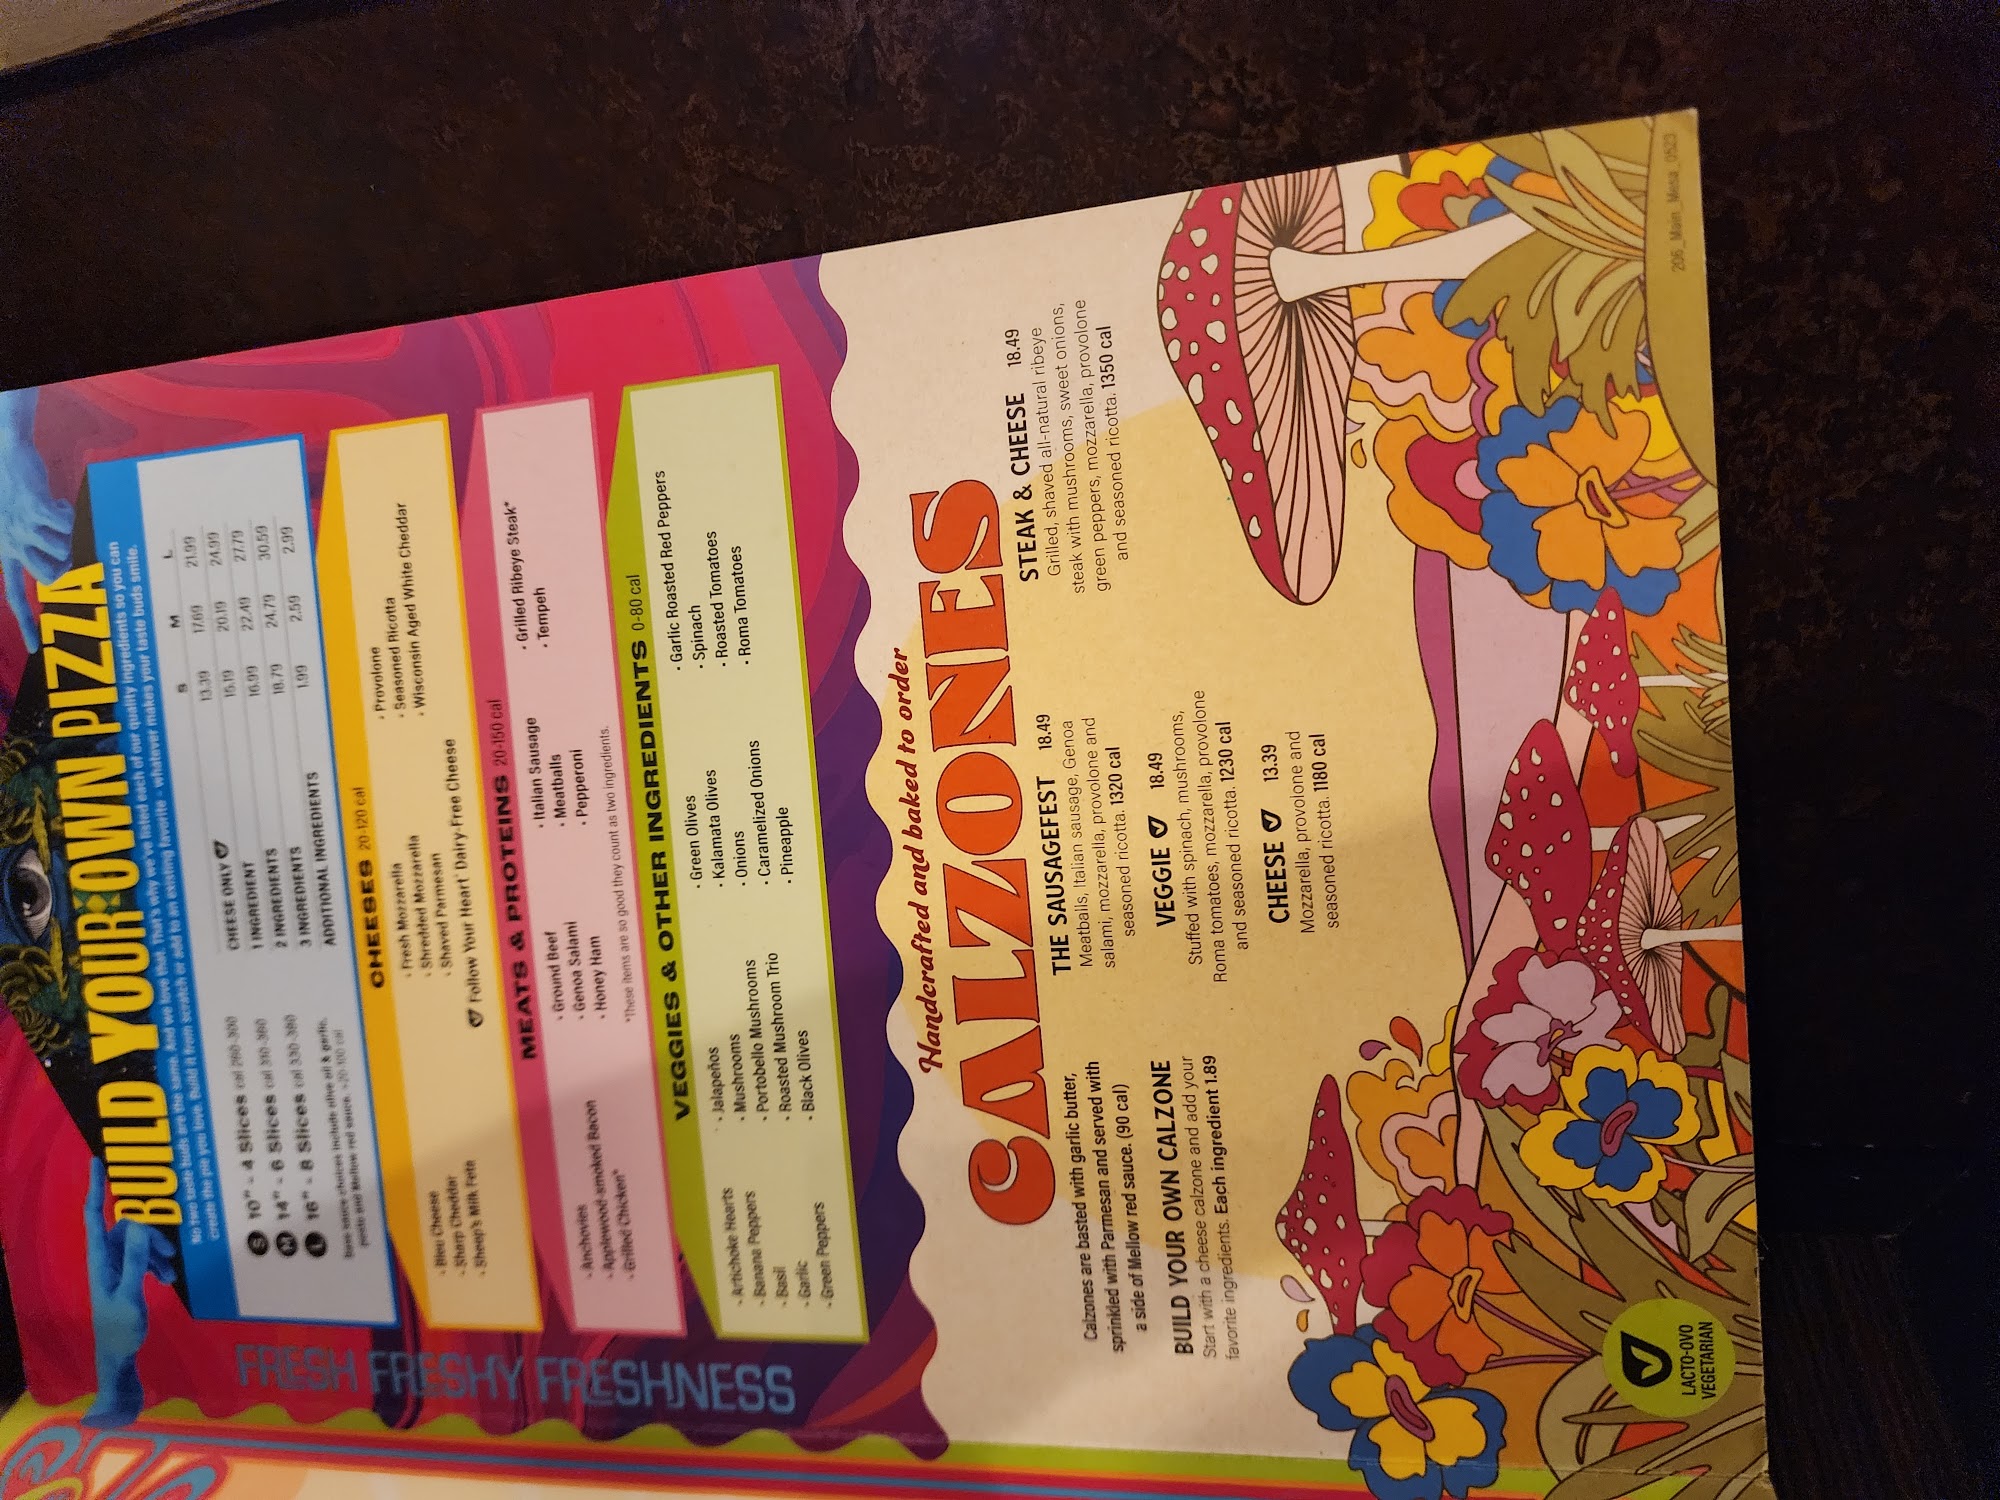 BUILD YOUR OWN PIZZA
No two taste buds are the same. And we love that. That's why we've listed each of our quality ingredients so you can
create the pie you love. Build it from scratch or add to an existing favorite - whatever makes your taste buds smile.
S 10" - 4 Slices cal 260-300
M 14" - 6 Slices cal 310-360
L 16" - 8 Slices cal 330-380
Base sauce choices include olive oil & garlic,
pesto and Mellow red sauce. +20-100 cal
S M L
CHEESE ONLY 13.39 17.69 21.99
1 INGREDIENT 15.19 20.19 24.99
2 INGREDIENTS 16.99 22.49 27.79
3 INGREDIENTS 18.79 24.79 30.59
ADDITIONAL INGREDIENTS 1.99 2.59 2.99
CHEESES 20-120 cal
• Bleu Cheese
• Sharp Cheddar
• Sheep's Milk Feta
• Fresh Mozzarella
• Shredded Mozzarella
• Shaved Parmesan
Follow Your Heart® Dairy-Free Cheese
• Provolone
• Seasoned Ricotta
• Wisconsin Aged White Cheddar
MEATS & PROTEINS 20-150 cal
• Anchovies
• Applewood-smoked Bacon
• Grilled Chicken*
• Ground Beef
• Genoa Salami
• Honey Ham
• Italian Sausage
• Meatballs
• Pepperoni
• Grilled Ribeye Steak*
• Tempeh
*These items are so good they count as two ingredients.
VEGGIES & OTHER INGREDIENTS 0-80 cal
• Artichoke Hearts
• Banana Peppers
• Basil
• Garlic
• Green Peppers
• Jalapeños
• Mushrooms
• Portobello Mushrooms
• Roasted Mushroom Trio
• Black Olives
• Green Olives
• Kalamata Olives
• Onions
• Caramelized Onions
• Pineapple
• Garlic Roasted Red Peppers
• Spinach
• Roasted Tomatoes
• Roma Tomatoes
FRESH FRESHY FRESHNESS
Handcrafted and baked to order
CALZONES
Calzones are basted with garlic butter,
sprinkled with Parmesan and served with
a side of Mellow red sauce. (90 cal)
BUILD YOUR OWN CALZONE
Start with a cheese calzone and add your
favorite ingredients. Each ingredient 1.89
THE SAUSAGEFEST 18.49
Meatballs, Italian sausage, Genoa
salami, mozzarella, provolone and
seasoned ricotta. 1320 cal
VEGGIE 18.49
Stuffed with spinach, mushrooms,
Roma tomatoes, mozzarella, provolone
and seasoned ricotta. 1230 cal
CHEESE 13.39
Mozzarella, provolone and
seasoned ricotta. 1180 cal
STEAK & CHEESE 18.49
Grilled, shaved all-natural ribeye
steak with mushrooms, sweet onions,
green peppers, mozzarella, provolone
and seasoned ricotta. 1350 cal
LACTO-OVO
VEGETARIAN
206_Main_Mesa_0523